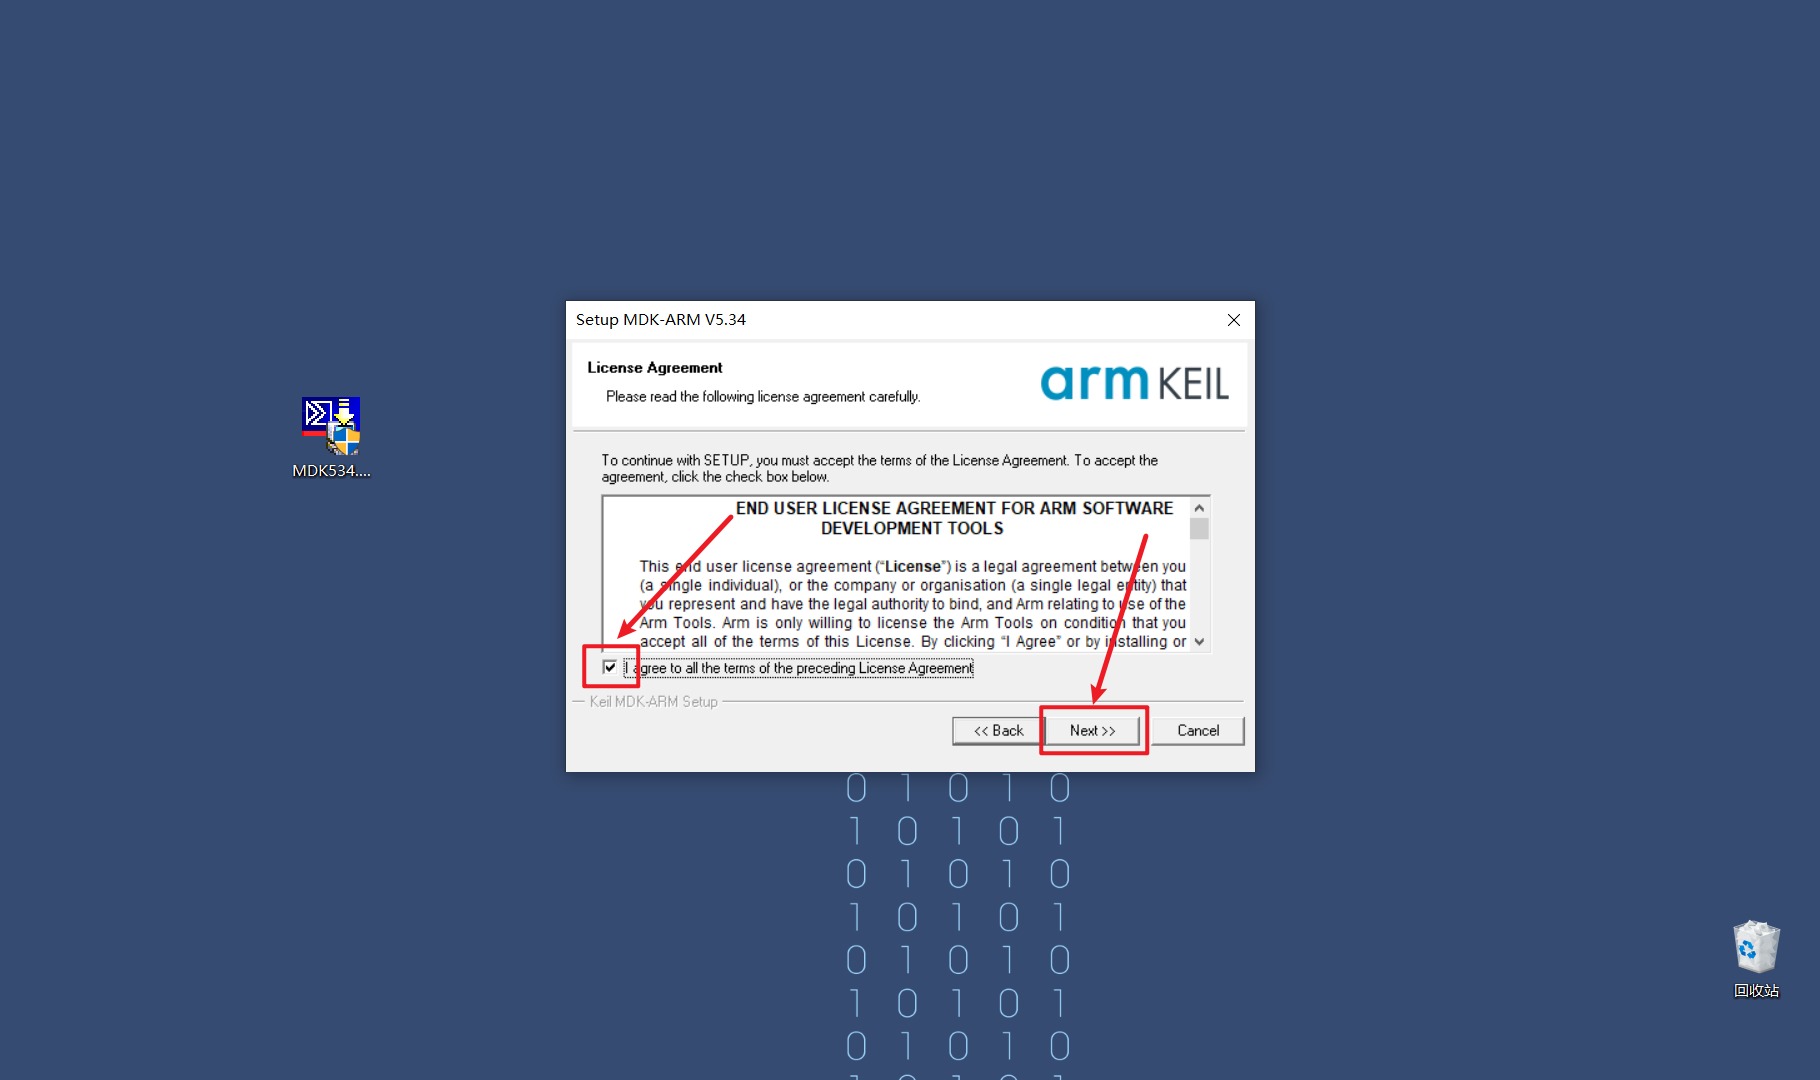 Setup MDK-ARM V5.34
License Agreement
Please read the following license agreement carefully.
arm KEIL
To continue with SETUP, you must accept the terms of the License Agreement. To accept the
agreement, click the check box below.
END USER LICENSE AGREEMENT FOR ARM SOFTWARE
DEVELOPMENT TOOLS
This end user license agreement (“License”) is a legal agreement between you
(a single individual), or the company or organisation (a single legal entity) that
you represent and have the legal authority to bind, and Arm relating to use of the
Arm Tools. Arm is only willing to license the Arm Tools on condition that you
accept all of the terms of this License. By clicking “I Agree” or by installing or
I agree to all the terms of the preceding License Agreement
Keil MDK-ARM Setup
<< Back
Next >>
Cancel
MDK534....
0 1 0 1 0
1 0 1 0 1
0 1 0 1 0
1 0 1 0 1
0 1 0 1 0
1 0 1 0 1
0 1 0 1 0
回收站